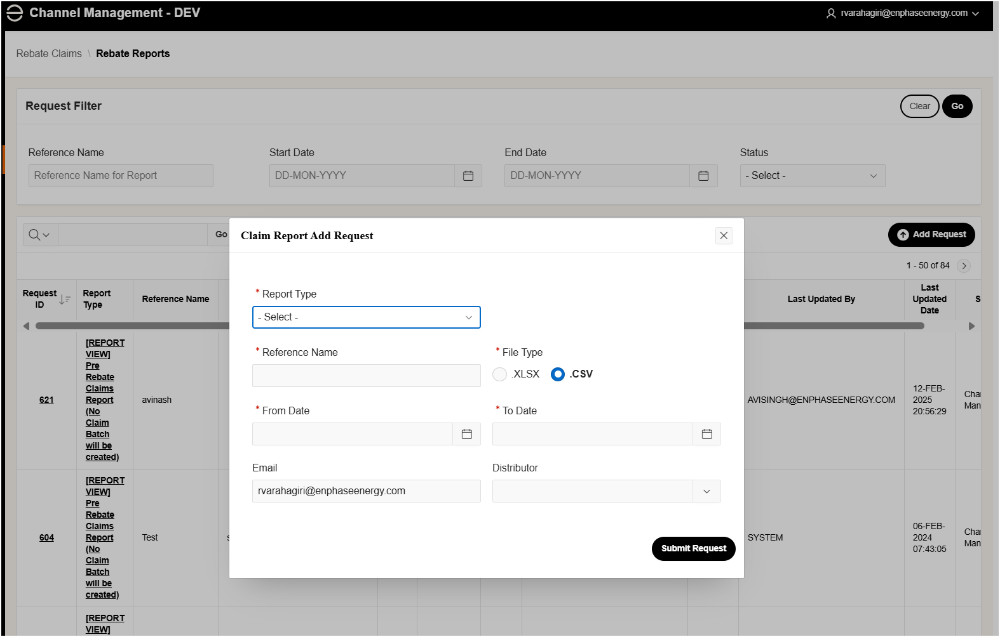 Channel Management - DEV
rvarahagiri@enphaseenergy.com
Rebate Claims \ Rebate Reports
Request Filter
Clear
Go
Reference Name
Start Date
End Date
Status
Reference Name for Report
DD-MON-YYYY
DD-MON-YYYY
- Select -
Go
Add Request
1 - 50 of 84
Request
ID
Report
Type
Reference Name
Last Updated By
Last
Updated
Date
S
621
[REPORT
VIEW]
Pre
Rebate
Claims
Report
(No
Claim
Batch
will be
created)
avinash
AVISINGH@ENPHASEENERGY.COM
12-FEB-
2025
20:56:29
Cha
Man
604
[REPORT
VIEW]
Pre
Rebate
Claims
Report
(No
Claim
Batch
will be
created)
Test
SYSTEM
06-FEB-
2024
07:43:05
Cha
Man
[REPORT
VIEW]
Claim Report Add Request
* Report Type
- Select -
* Reference Name
* File Type
.XLSX
.CSV
* From Date
* To Date
Email
Distributor
rvarahagiri@enphaseenergy.com
Submit Request